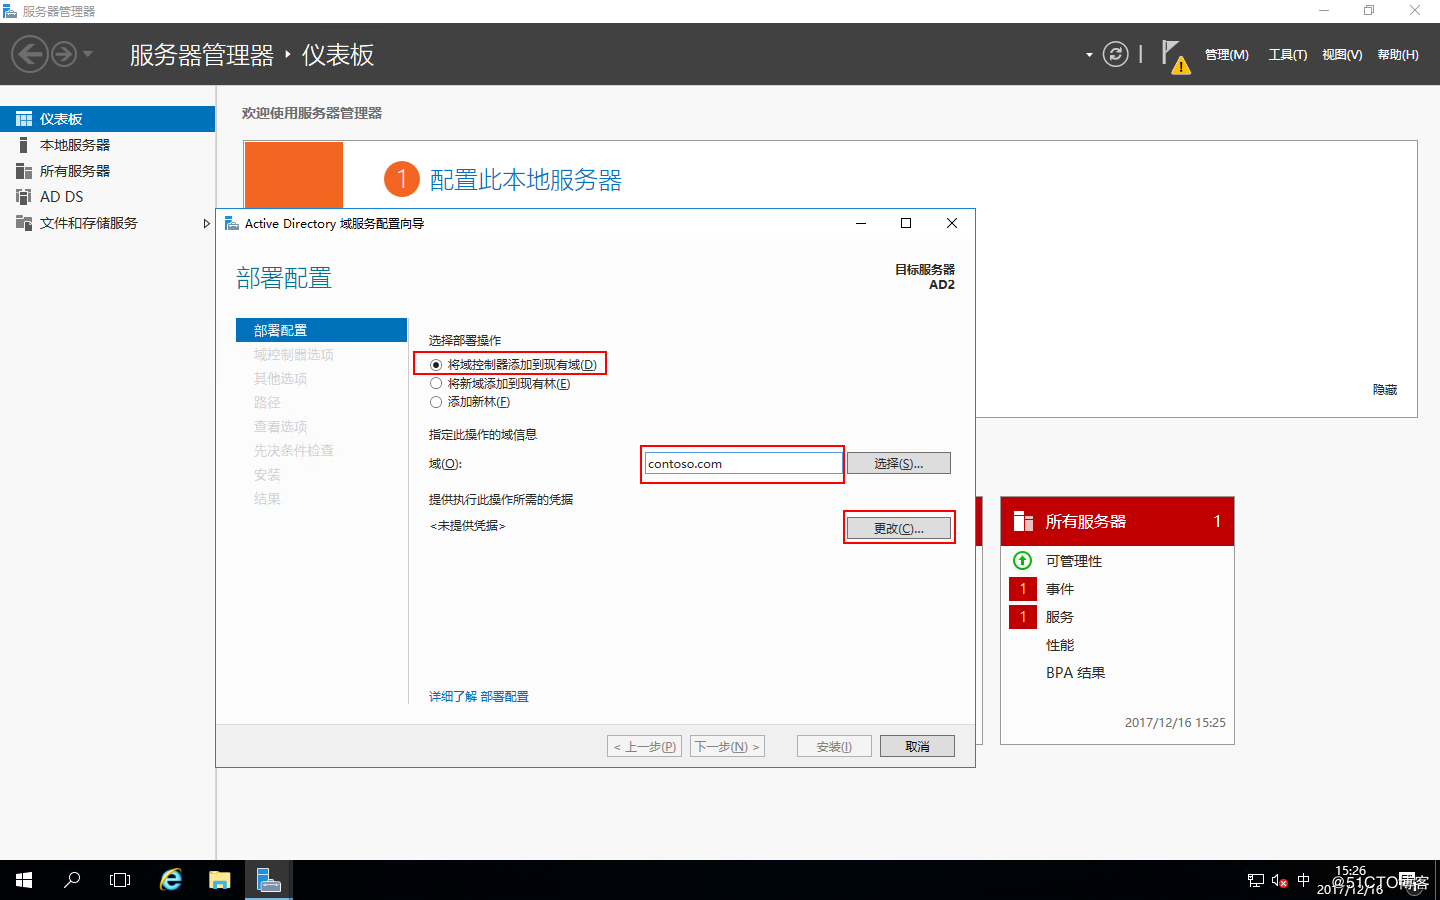 服务器管理器
服务器管理器 ‣ 仪表板
管理(M) 工具(T) 视图(V) 帮助(H)
仪表板
本地服务器
所有服务器
AD DS
文件和存储服务
欢迎使用服务器管理器
1 配置此本地服务器
隐藏
Active Directory 域服务配置向导
部署配置
目标服务器
AD2
部署配置
域控制器选项
其他选项
路径
查看选项
先决条件检查
安装
结果
选择部署操作
将域控制器添加到现有域(D)
将新域添加到现有林(E)
添加新林(F)
指定此操作的域信息
域(O):
contoso.com
选择(S)...
提供执行此操作所需的凭据
<未提供凭据>
更改(C)...
详细了解 部署配置
< 上一步(P) 下一步(N) > 安装(I) 取消
所有服务器 1
可管理性
1 事件
1 服务
性能
BPA 结果
2017/12/16 15:25
中
15:26
2017/12/16
@51CTO博客